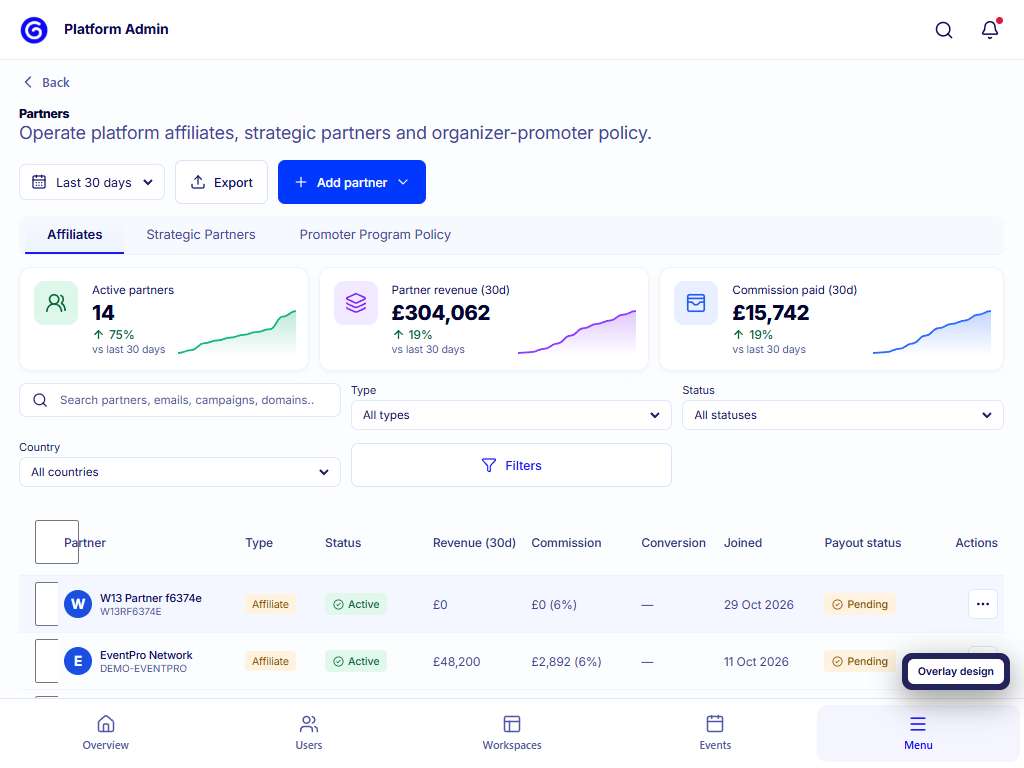 Platform Admin
Back
Partners
Operate platform affiliates, strategic partners and organizer-promoter policy.
Last 30 days
Export
Add partner
Affiliates
Strategic Partners
Promoter Program Policy
Active partners
14
75%
vs last 30 days
Partner revenue (30d)
£304,062
19%
vs last 30 days
Commission paid (30d)
£15,742
19%
vs last 30 days
Search partners, emails, campaigns, domains..
Type
All types
Status
All statuses
Country
All countries
Filters
Partner Type Status Revenue (30d) Commission Conversion Joined Payout status Actions
W W13 Partner f6374e
W13RF6374E
Affiliate Active £0 £0 (6%) — 29 Oct 2026 Pending
E EventPro Network
DEMO-EVENTPRO
Affiliate Active £48,200 £2,892 (6%) — 11 Oct 2026 Pending
Overlay design
Overview
Users
Workspaces
Events
Menu